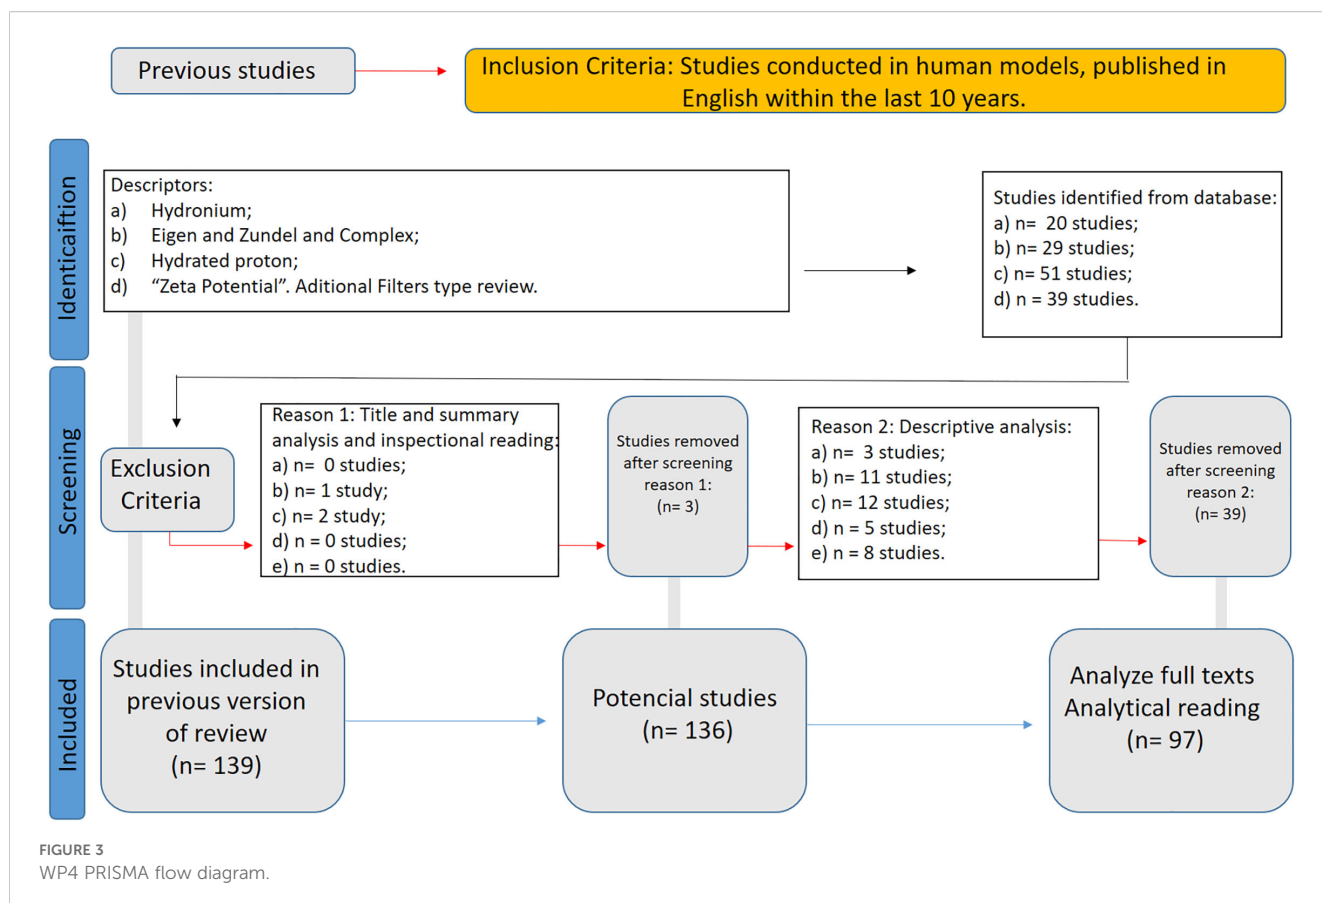 Previous studies
Inclusion Criteria: Studies conducted in human models, published in
English within the last 10 years.
Identicaiftion
Descriptors:
a) Hydronium;
b) Eigen and Zundel and Complex;
c) Hydrated proton;
d) “Zeta Potential”. Aditional Filters type review.
Studies identified from database:
a) n= 20 studies;
b) n= 29 studies;
c) n= 51 studies;
d) n = 39 studies.
Screening
Exclusion
Criteria
Reason 1: Title and summary
analysis and inspectional reading:
a) n= 0 studies;
b) n= 1 study;
c) n= 2 study;
d) n = 0 studies;
e) n = 0 studies.
Studies removed
after screening
reason 1:
(n= 3)
Reason 2: Descriptive analysis:
a) n= 3 studies;
b) n= 11 studies;
c) n= 12 studies;
d) n = 5 studies;
e) n = 8 studies.
Studies removed
after screening
reason 2:
(n= 39)
Included
Studies included in
previous version
of review
(n= 139)
Potencial studies
(n= 136)
Analyze full texts
Analytical reading
(n= 97)
FIGURE 3
WP4 PRISMA flow diagram.